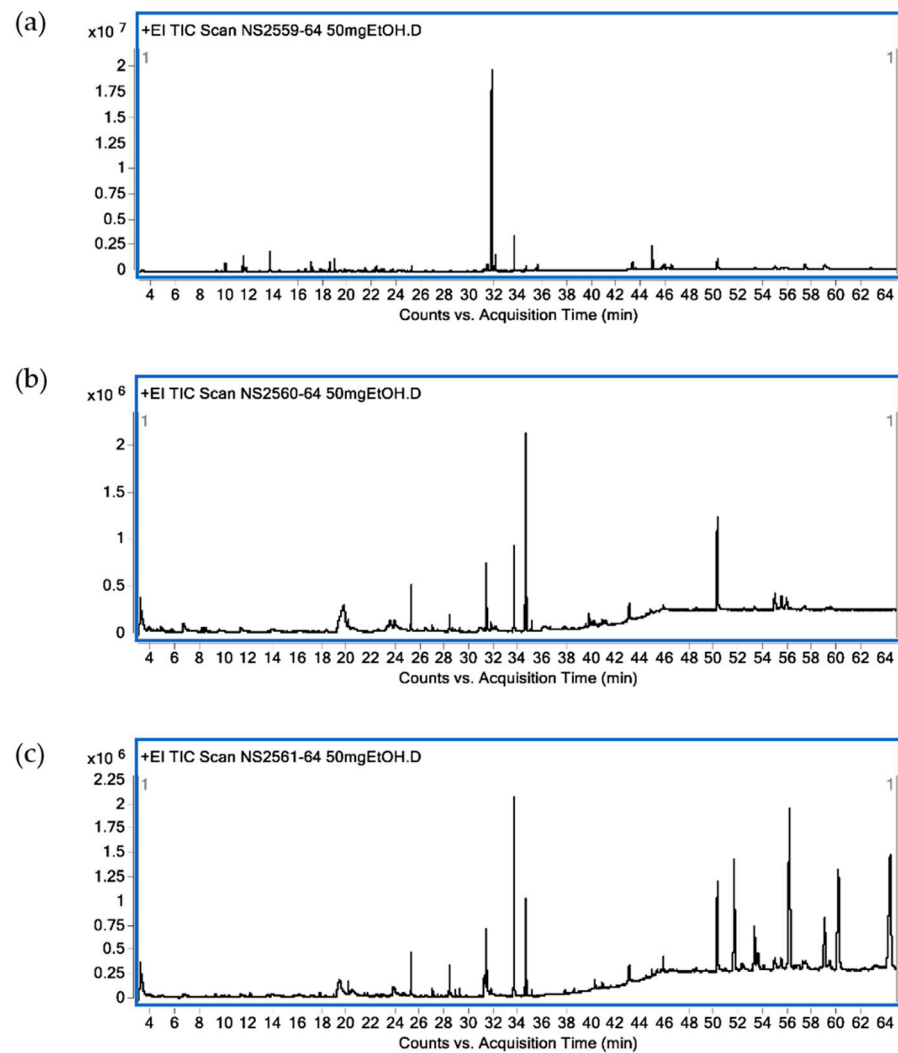 (a)
x10 7
+EI TIC Scan NS2559-64 50mgEtOH.D
1 1
2
1.75
1.5
1.25
1
0.75
0.5
0.25
0
4 6 8 10 12 14 16 18 20 22 24 26 28 30 32 34 36 38 40 42 44 46 48 50 52 54 56 58 60 62 64
Counts vs. Acquisition Time (min)
(b)
x10 6
+EI TIC Scan NS2560-64 50mgEtOH.D
1 1
2
1.5
1
0.5
0
4 6 8 10 12 14 16 18 20 22 24 26 28 30 32 34 36 38 40 42 44 46 48 50 52 54 56 58 60 62 64
Counts vs. Acquisition Time (min)
(c)
x10 6
+EI TIC Scan NS2561-64 50mgEtOH.D
2.25
1 1
2
1.75
1.5
1.25
1
0.75
0.5
0.25
0
4 6 8 10 12 14 16 18 20 22 24 26 28 30 32 34 36 38 40 42 44 46 48 50 52 54 56 58 60 62 64
Counts vs. Acquisition Time (min)